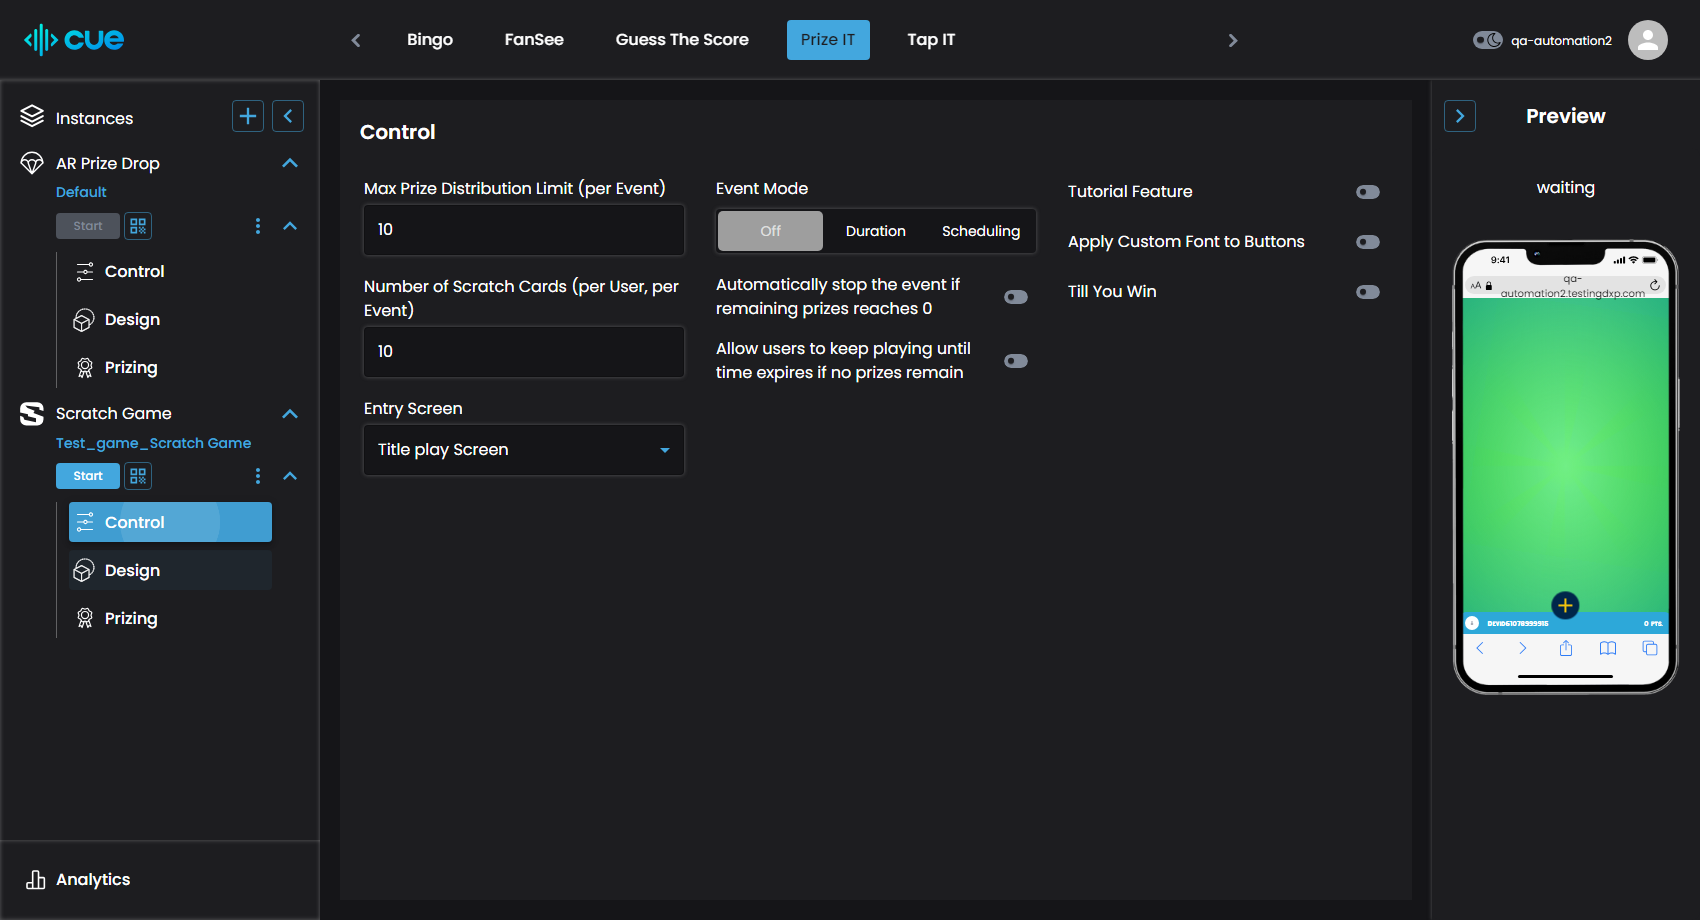 cue
Bingo
FanSee
Guess The Score
Prize IT
Tap IT
qa-automation2
Instances
AR Prize Drop
Default
Start
Control
Design
Prizing
Scratch Game
Test_game_Scratch Game
Start
Control
Design
Prizing
Analytics
Control
Max Prize Distribution Limit (per Event)
10
Number of Scratch Cards (per User, per
Event)
10
Entry Screen
Title play Screen
Event Mode
Off
Duration
Scheduling
Automatically stop the event if
remaining prizes reaches 0
Allow users to keep playing until
time expires if no prizes remain
Tutorial Feature
Apply Custom Font to Buttons
Till You Win
Preview
waiting
9:41
AA
qa-
automation2.testingdxp.com
0 PTS.